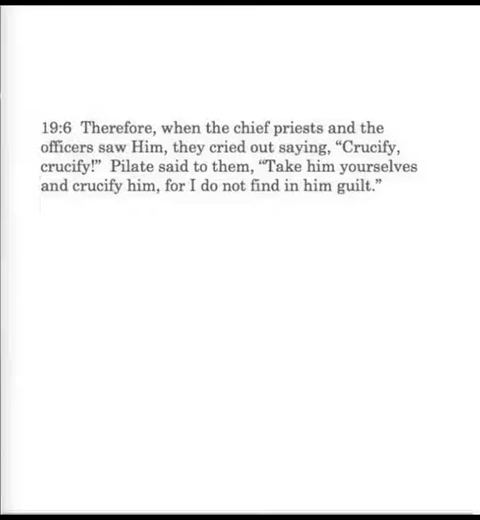 19:6 Therefore, when the chief priests and the
officers saw Him, they cried out saying, “Crucify,
crucify!” Pilate said to them, “Take him yourselves
and crucify him, for I do not find in him guilt.”